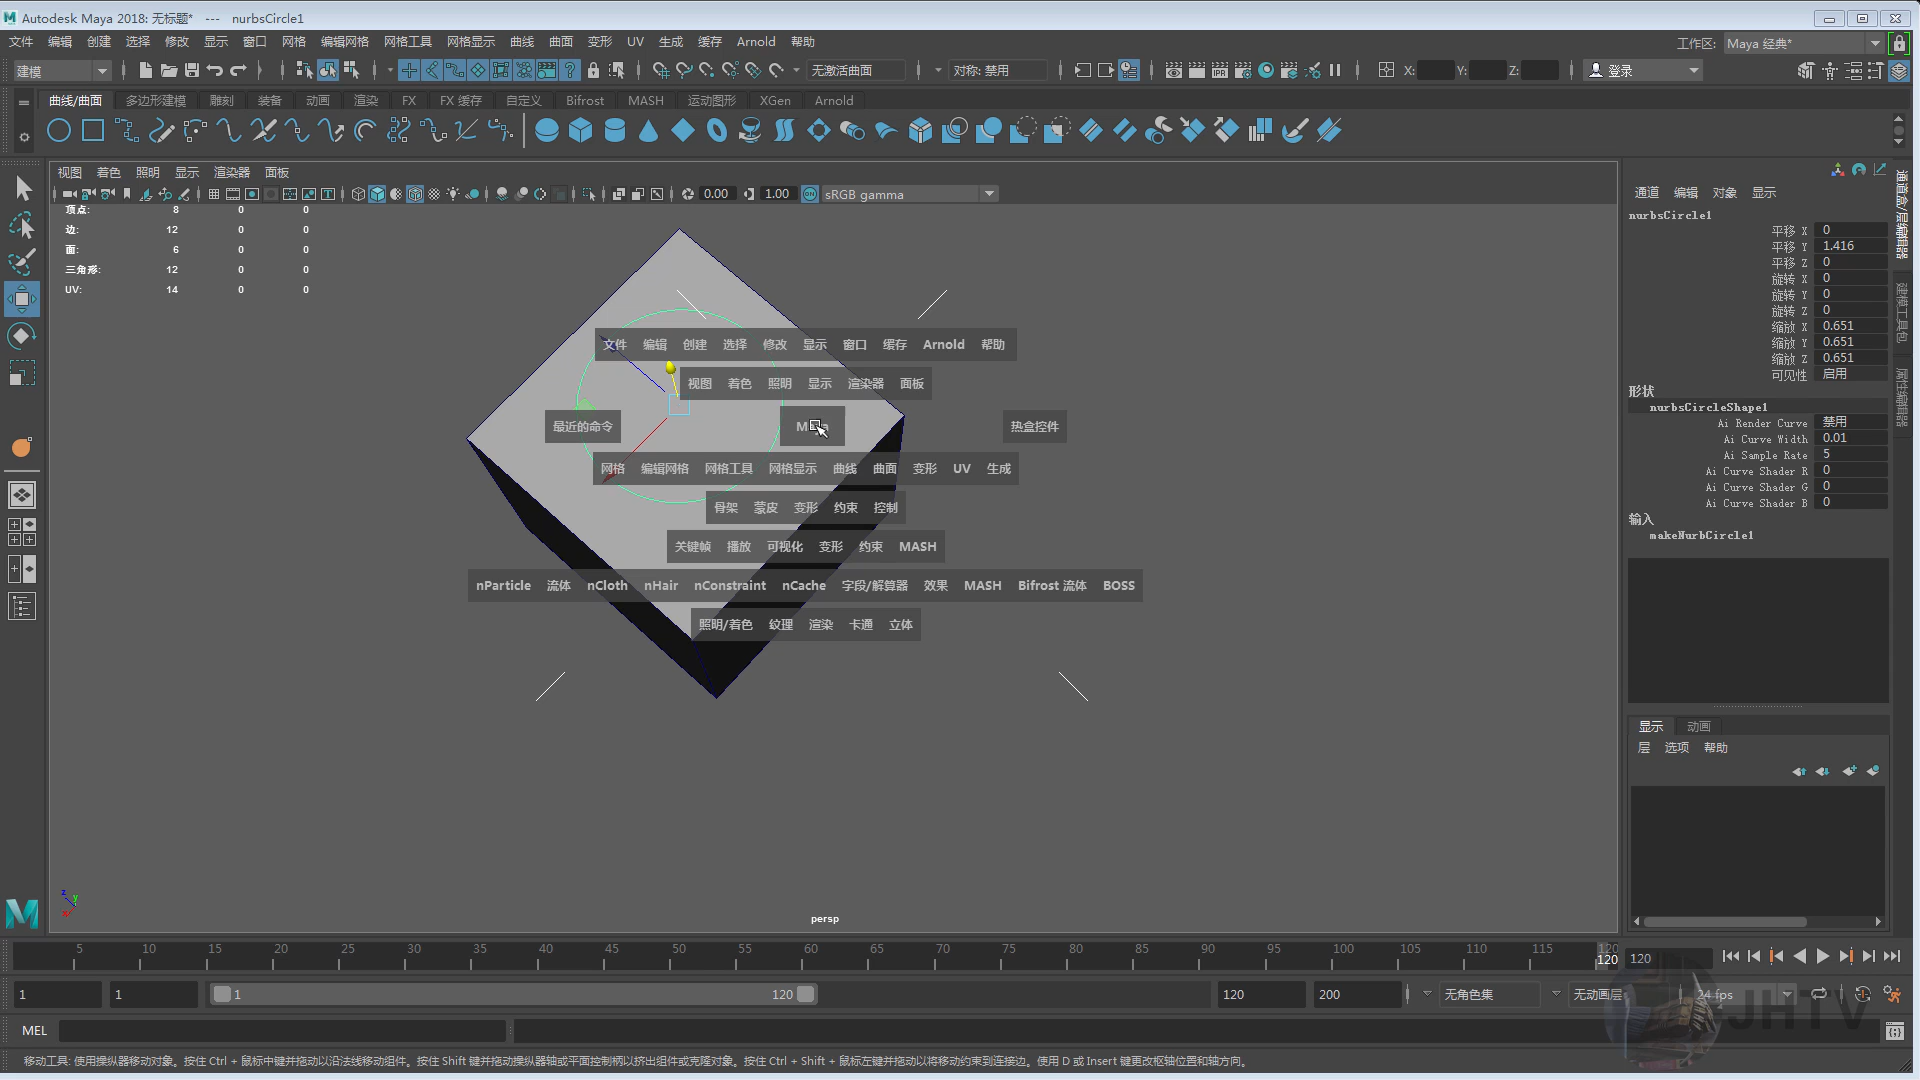 Autodesk Maya 2018: 无标题* --- nurbsCircle1
文件 编辑 创建 选择 修改 显示 窗口 网格 编辑网格 网格工具 网格显示 曲线 曲面 变形 UV 生成 缓存 Arnold 帮助 工作区: Maya 经典*
建模 无激活曲面 对称: 禁用 X: Y: Z: 登录
曲线/曲面 多边形建模 雕刻 装备 动画 渲染 FX FX 缓存 自定义 Bifrost MASH 运动图形 XGen Arnold
视图 着色 照明 显示 渲染器 面板
0.00 1.00 sRGB gamma
顶点: 8 0 0
边: 12 0 0
面: 6 0 0
三角形: 12 0 0
UV: 14 0 0
文件 编辑 创建 选择 修改 显示 窗口 缓存 Arnold 帮助
视图 着色 照明 显示 渲染器 面板
最近的命令 热盒控件
网格 编辑网格 网格工具 网格显示 曲线 曲面 变形 UV 生成
骨架 蒙皮 变形 约束 控制
关键帧 播放 可视化 变形 约束 MASH
nParticle 流体 nCloth nHair nConstraint nCache 字段/解算器 效果 MASH Bifrost 流体 BOSS
照明/着色 纹理 渲染 卡通 立体
z y x
persp
通道 编辑 对象 显示
nurbsCircle1
平移 X 0
平移 Y 1.416
平移 Z 0
旋转 X 0
旋转 Y 0
旋转 Z 0
缩放 X 0.651
缩放 Y 0.651
缩放 Z 0.651
可见性 启用
形状
nurbsCircleShape1
Ai Render Curve 禁用
Ai Curve Width 0.01
Ai Sample Rate 5
Ai Curve Shader R 0
Ai Curve Shader G 0
Ai Curve Shader B 0
输入
makeNurbCircle1
通道盒/层编辑器
建模工具包
属性编辑器
显示 动画
层 选项 帮助
5 10 15 20 25 30 35 40 45 50 55 60 65 70 75 80 85 90 95 100 105 110 115 120
120 120
1 1 1 120 120 200 无角色集 无动画层 24 fps
JHTV
MEL
移动工具: 使用操纵器移动对象。按住 Ctrl + 鼠标中键并拖动以沿法线移动组件。按住 Shift 键并拖动操纵器轴或平面控制柄以挤出组件或克隆对象。按住 Ctrl + Shift + 鼠标左键并拖动以将移动约束到连接边。使用 D 或 Insert 键更改枢轴位置和轴方向。